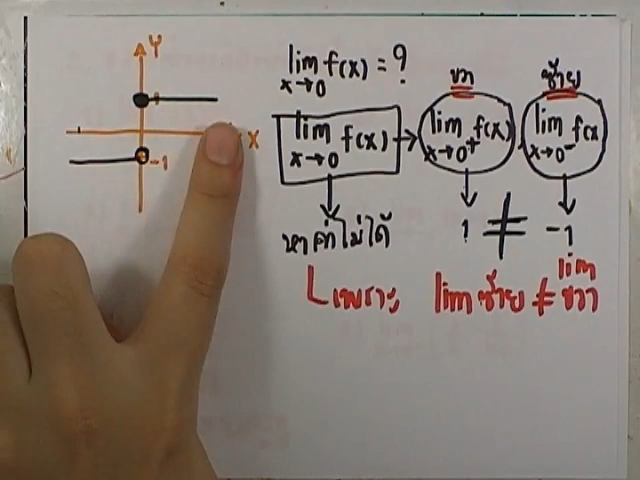 Y
1
X
-1
lim f(x) = ?
x→0
ขวา
ซ้าย
lim f(x) → lim f(x) lim f(x
x→0 x→0⁺ x→0⁻
หาค่าไม่ได้ 1 ≠ -1
เพราะ lim ซ้าย ≠ lim ขวา